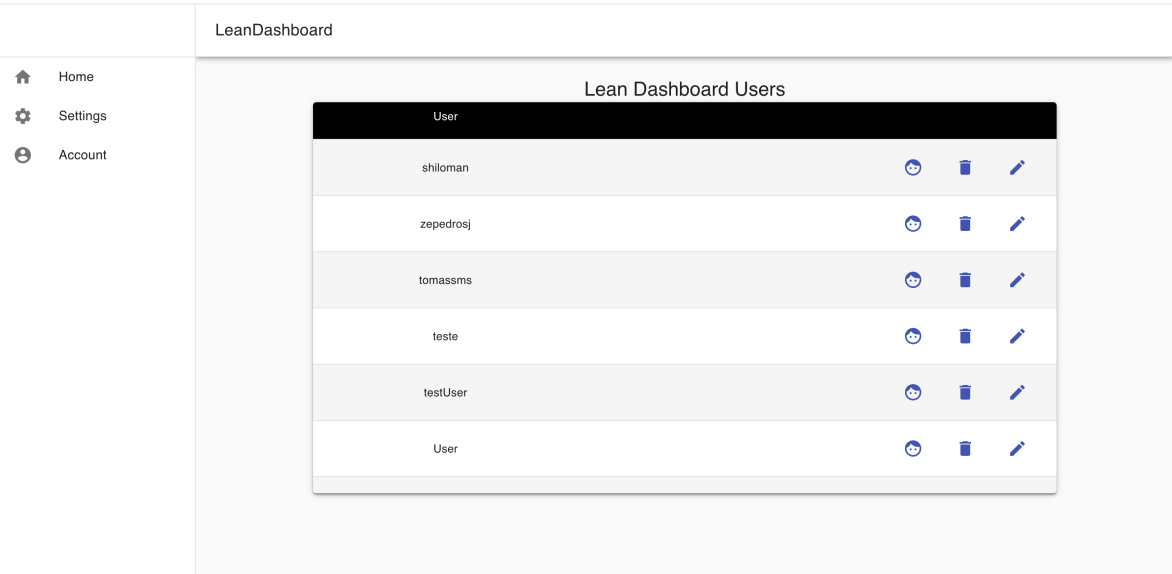 LeanDashboard
Home
Settings
Account
Lean Dashboard Users
User
shiloman
zepedrosj
tomassms
teste
testUser
User